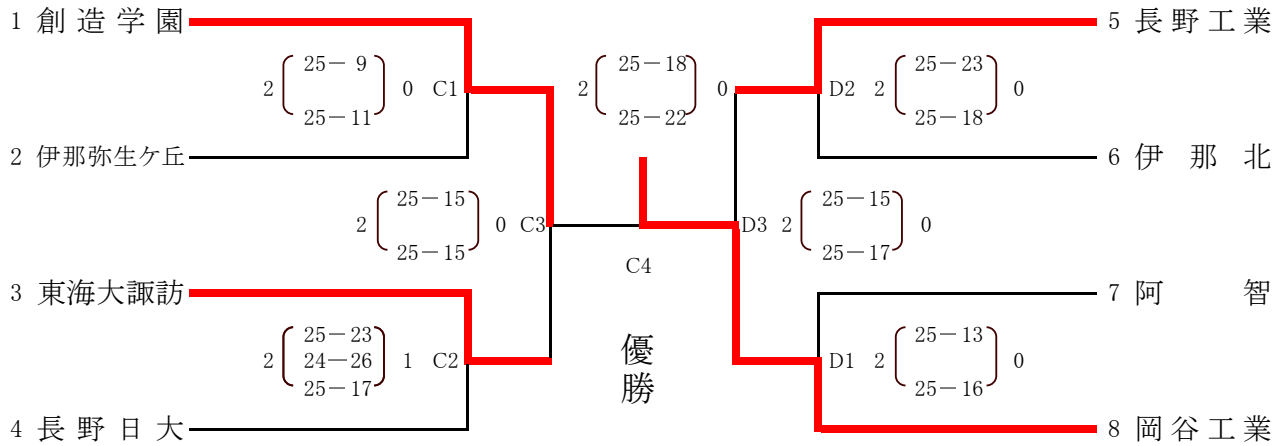 1 創造学園
25－ 9
2 0 C1
25－11
2 伊那弥生ケ丘
25－15
2 0 C3
25－15
3 東海大諏訪
25－23
2 24－26 1 C2
25－17
4 長野日大
25－18
2 0
25－22
C4
優勝
5 長野工業
25－23
D2 2 0
25－18
6 伊那北
25－15
D3 2 0
25－17
7 阿智
25－13
D1 2 0
25－16
8 岡谷工業